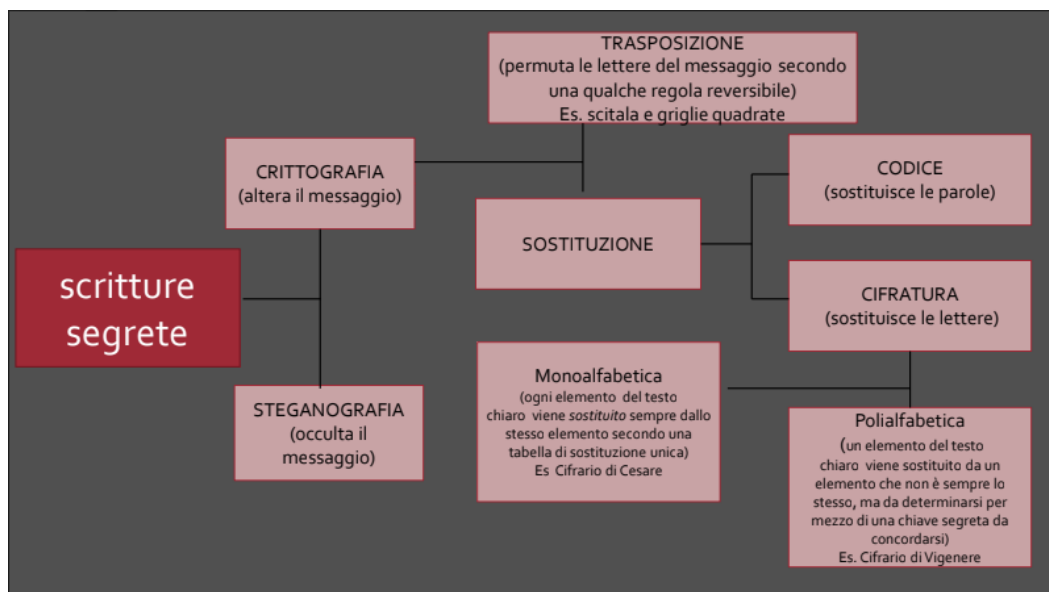 TRASPOSIZIONE
(permuta le lettere del messaggio secondo
una qualche regola reversibile)
Es. scitala e griglie quadrate
CRITTOGRAFIA
(altera il messaggio)
CODICE
(sostituisce le parole)
SOSTITUZIONE
scritture
segrete
CIFRATURA
(sostituisce le lettere)
STEGANOGRAFIA
(occulta il
messaggio)
Monoalfabetica
(ogni elemento del testo
chiaro viene sostituito sempre dallo
stesso elemento secondo una
tabella di sostituzione unica)
Es Cifrario di Cesare
Polialfabetica
(un elemento del testo
chiaro viene sostituito da un
elemento che non è sempre lo
stesso, ma da determinarsi per
mezzo di una chiave segreta da
concordarsi)
Es. Cifrario di Vigenere